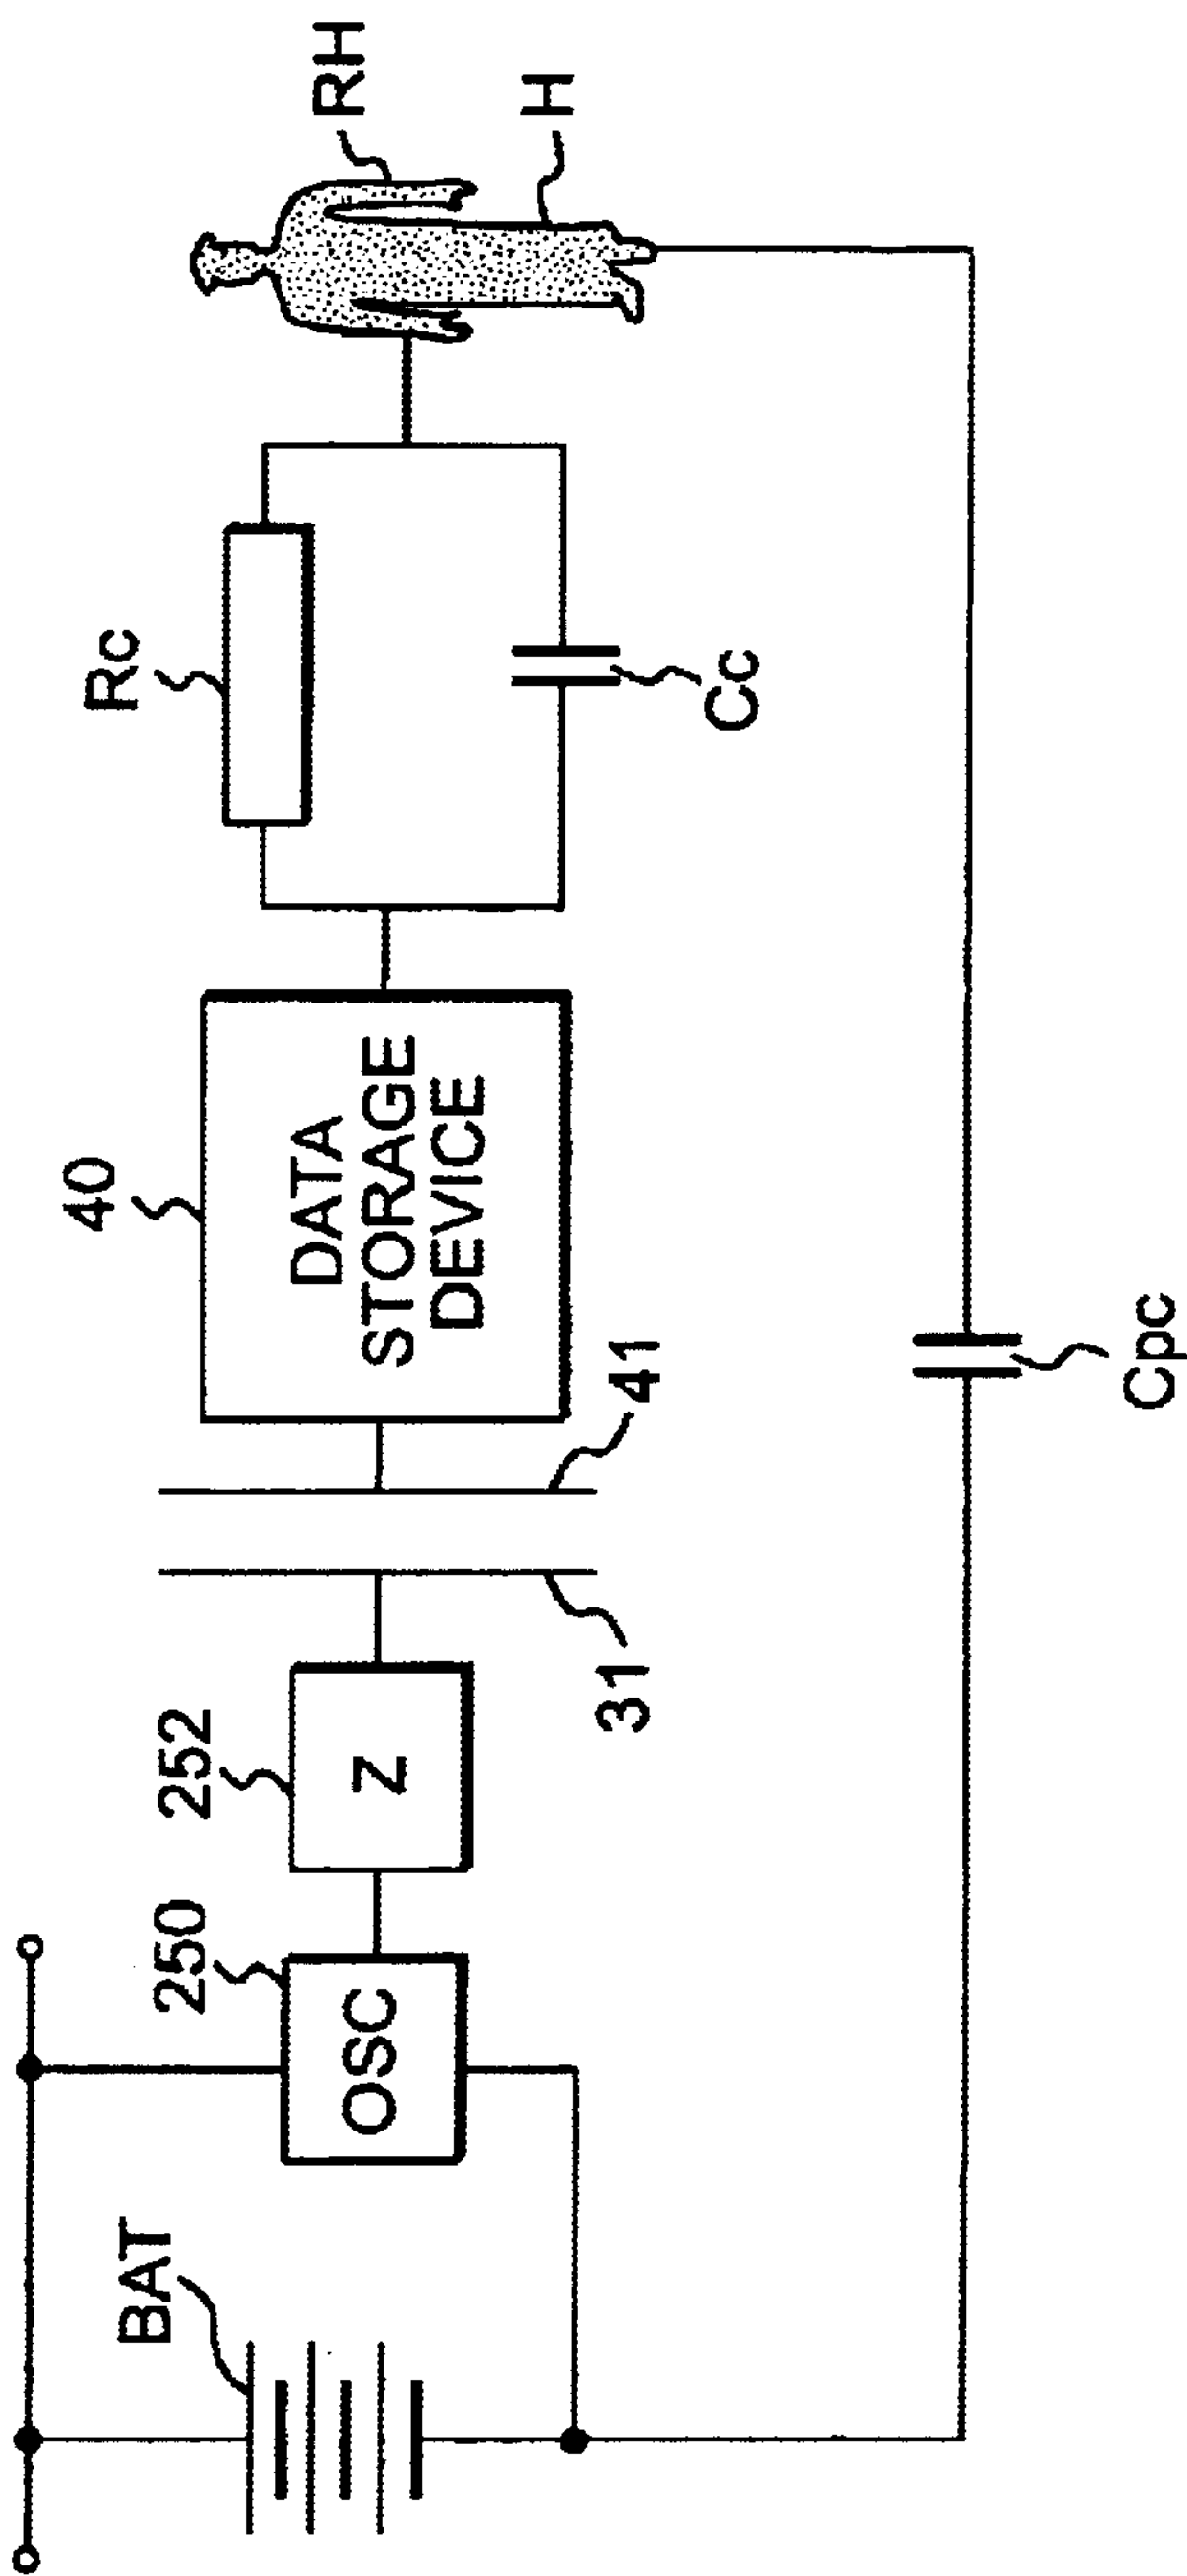 BAT
250
OSC
252
Z
31
41
40
DATA
STORAGE
DEVICE
Rc
Cc
RH
H
Cpc